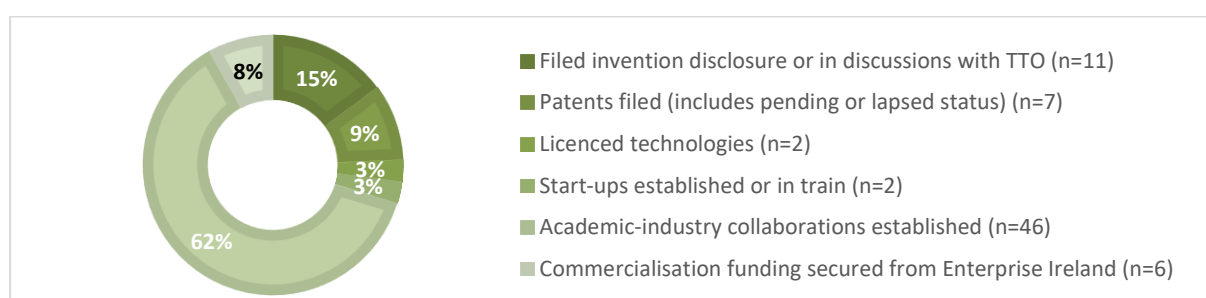 8%
15%
9%
3%
3%
62%
Filed invention disclosure or in discussions with TTO (n=11)
Patents filed (includes pending or lapsed status) (n=7)
Licenced technologies (n=2)
Start-ups established or in train (n=2)
Academic-industry collaborations established (n=46)
Commercialisation funding secured from Enterprise Ireland (n=6)